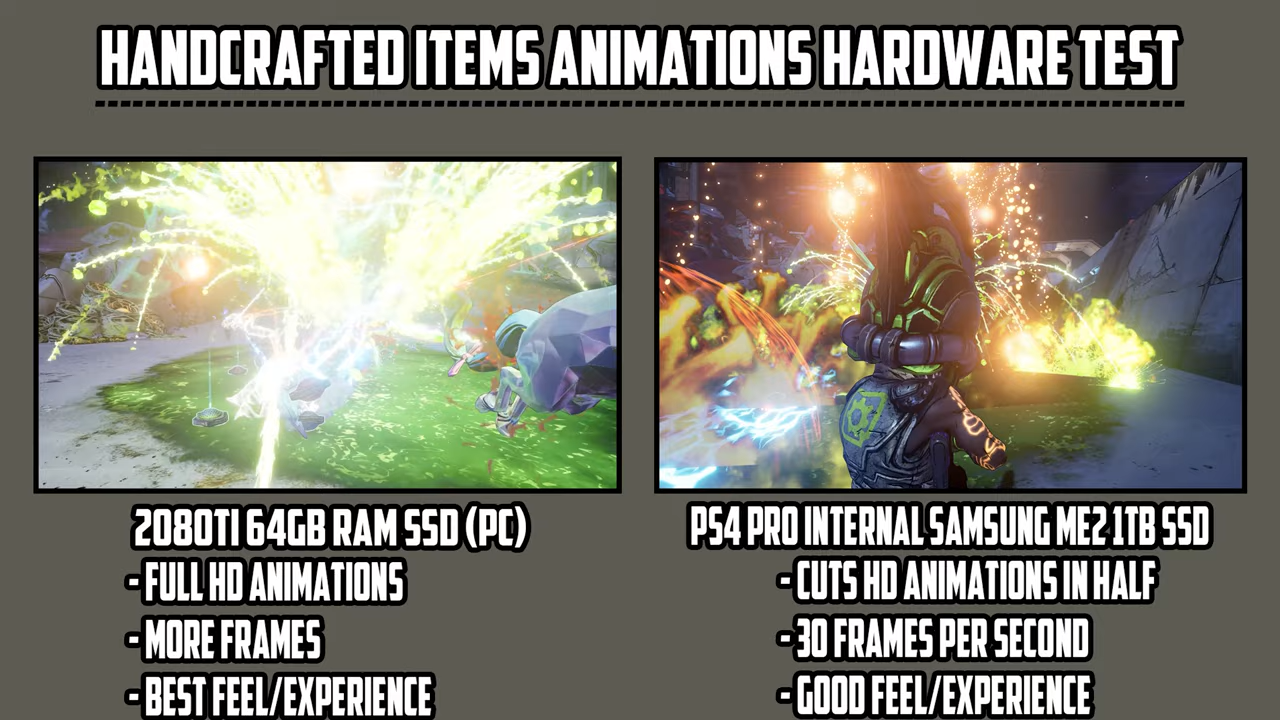 HANDCRAFTED ITEMS ANIMATIONS HARDWARE TEST
2080TI 64GB RAM SSD (PC)
- FULL HD ANIMATIONS
- MORE FRAMES
- BEST FEEL/EXPERIENCE
PS4 PRO INTERNAL SAMSUNG ME2 1TB SSD
- CUTS HD ANIMATIONS IN HALF
- 30 FRAMES PER SECOND
- GOOD FEEL/EXPERIENCE